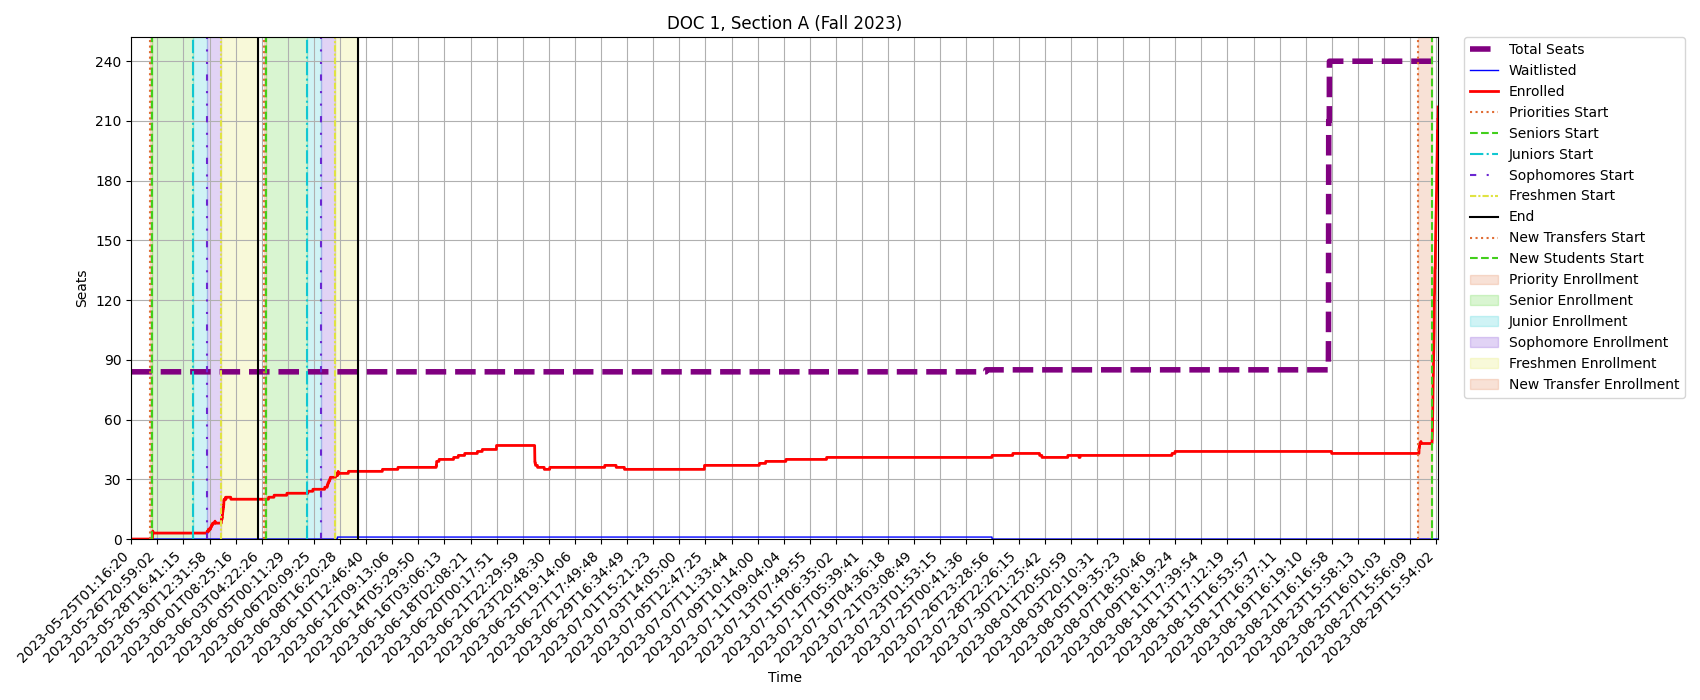 DOC 1, Section A (Fall 2023)
Seats
240
210
180
150
120
90
60
30
0
2023-05-25T01:16:20
2023-05-26T20:59:02
2023-05-28T16:41:15
2023-05-30T12:31:58
2023-06-01T08:25:16
2023-06-03T04:22:26
2023-06-05T00:11:29
2023-06-06T20:09:25
2023-06-08T16:20:28
2023-06-10T12:46:40
2023-06-12T09:13:06
2023-06-14T05:29:50
2023-06-16T03:06:13
2023-06-18T02:08:21
2023-06-20T00:17:51
2023-06-21T22:29:59
2023-06-23T20:48:30
2023-06-25T19:14:06
2023-06-27T17:49:48
2023-06-29T16:34:49
2023-07-01T15:21:23
2023-07-03T14:05:00
2023-07-05T12:47:25
2023-07-07T11:33:44
2023-07-09T10:14:00
2023-07-11T09:04:04
2023-07-13T07:49:55
2023-07-15T06:35:02
2023-07-17T05:39:41
2023-07-19T04:36:18
2023-07-21T03:08:49
2023-07-23T01:53:15
2023-07-25T00:41:36
2023-07-26T23:28:56
2023-07-28T22:26:15
2023-07-30T21:25:42
2023-08-01T20:50:59
2023-08-03T20:10:31
2023-08-05T19:35:23
2023-08-07T18:50:46
2023-08-09T18:19:24
2023-08-11T17:39:54
2023-08-13T17:12:19
2023-08-15T16:53:57
2023-08-17T16:37:11
2023-08-19T16:19:10
2023-08-21T16:16:58
2023-08-23T15:58:13
2023-08-25T16:01:03
2023-08-27T15:56:09
2023-08-29T15:54:02
Time
Total Seats
Waitlisted
Enrolled
Priorities Start
Seniors Start
Juniors Start
Sophomores Start
Freshmen Start
End
New Transfers Start
New Students Start
Priority Enrollment
Senior Enrollment
Junior Enrollment
Sophomore Enrollment
Freshmen Enrollment
New Transfer Enrollment